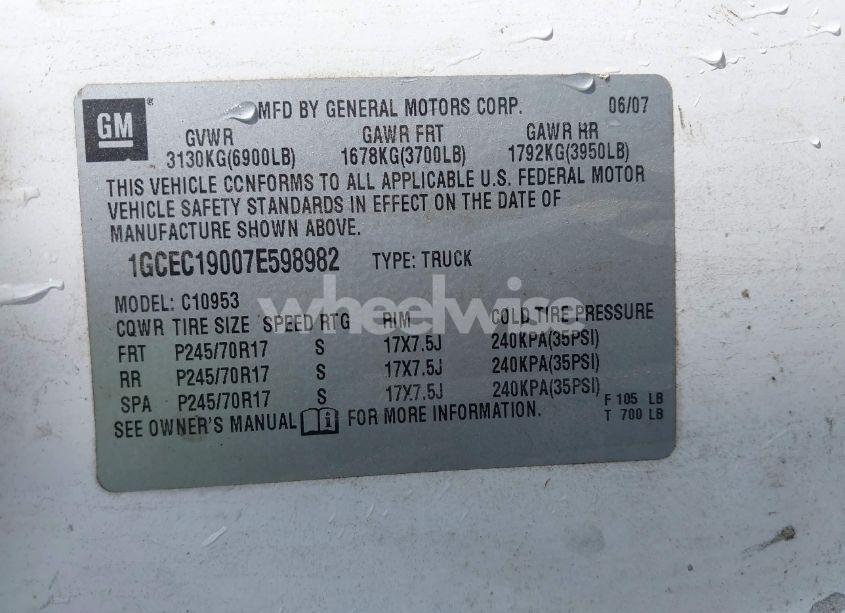 GM
MFD BY GENERAL MOTORS CORP. 06/07
GVWR GAWR FRT GAWR RR
3130KG(6900LB) 1678KG(3700LB) 1792KG(3950LB)
THIS VEHICLE CONFORMS TO ALL APPLICABLE U.S. FEDERAL MOTOR
VEHICLE SAFETY STANDARDS IN EFFECT ON THE DATE OF
MANUFACTURE SHOWN ABOVE.
1GCEC19007E598982 TYPE: TRUCK
MODEL: C10953
wheelwise
CQWR TIRE SIZE SPEED RTG RIM COLD TIRE PRESSURE
FRT P245/70R17 S 17X7.5J 240KPA(35PSI)
RR P245/70R17 S 17X7.5J 240KPA(35PSI)
SPA P245/70R17 S 17X7.5J 240KPA(35PSI)
F 105 LB
SEE OWNER'S MANUAL i FOR MORE INFORMATION.
T 700 LB